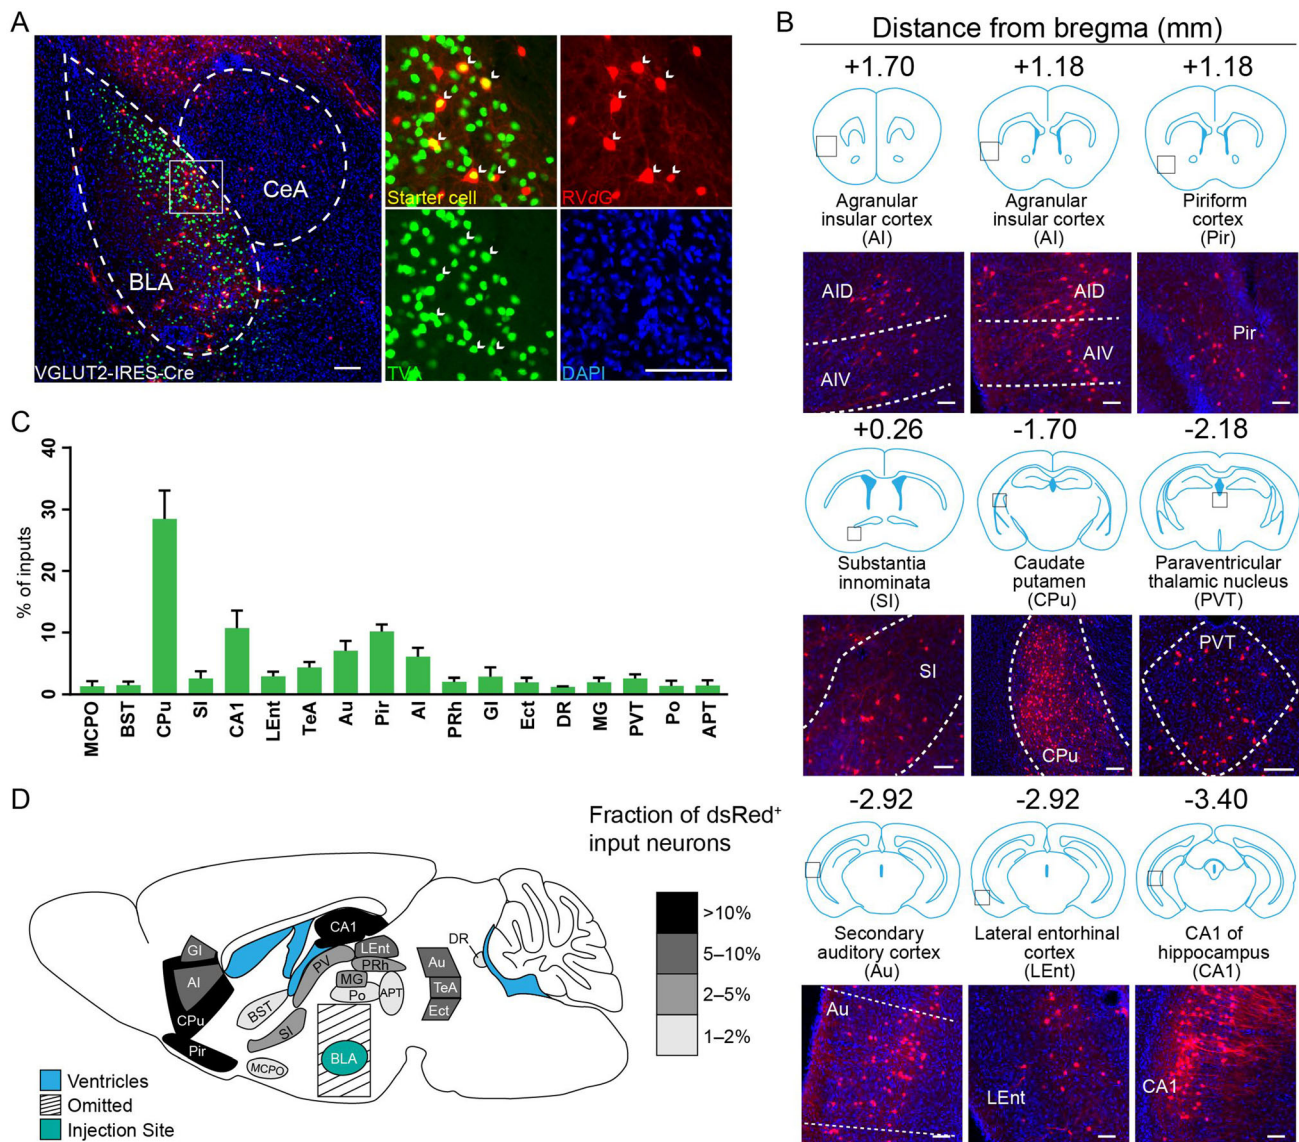 A
CeA
BLA
VGLUT2-IRES-Cre
Starter cell
RVdG
TVA
DAPI
B
Distance from bregma (mm)
+1.70
+1.18
+1.18
Agranular
insular cortex
(AI)
Agranular
insular cortex
(AI)
Piriform
cortex
(Pir)
AID
AIV
AID
AIV
Pir
+0.26
-1.70
-2.18
Substantia
innominata
(SI)
Caudate
putamen
(CPu)
Paraventricular
thalamic nucleus
(PVT)
SI
CPu
PVT
-2.92
-2.92
-3.40
Secondary
auditory cortex
(Au)
Lateral entorhinal
cortex
(LEnt)
CA1 of
hippocampus
(CA1)
Au
LEnt
CA1
C
% of inputs
40
30
20
10
0
MCPO
BST
CPu
SI
CA1
LEnt
TeA
Au
Pir
AI
PRh
GI
Ect
DR
MG
PVT
Po
APT
D
Fraction of dsRed+
input neurons
>10%
5–10%
2–5%
1–2%
CA1
GI
AI
CPu
Pir
PV
LEnt
PRh
MG
Po
APT
BST
SI
MCPO
BLA
Au
TeA
Ect
DR
Ventricles
Omitted
Injection Site